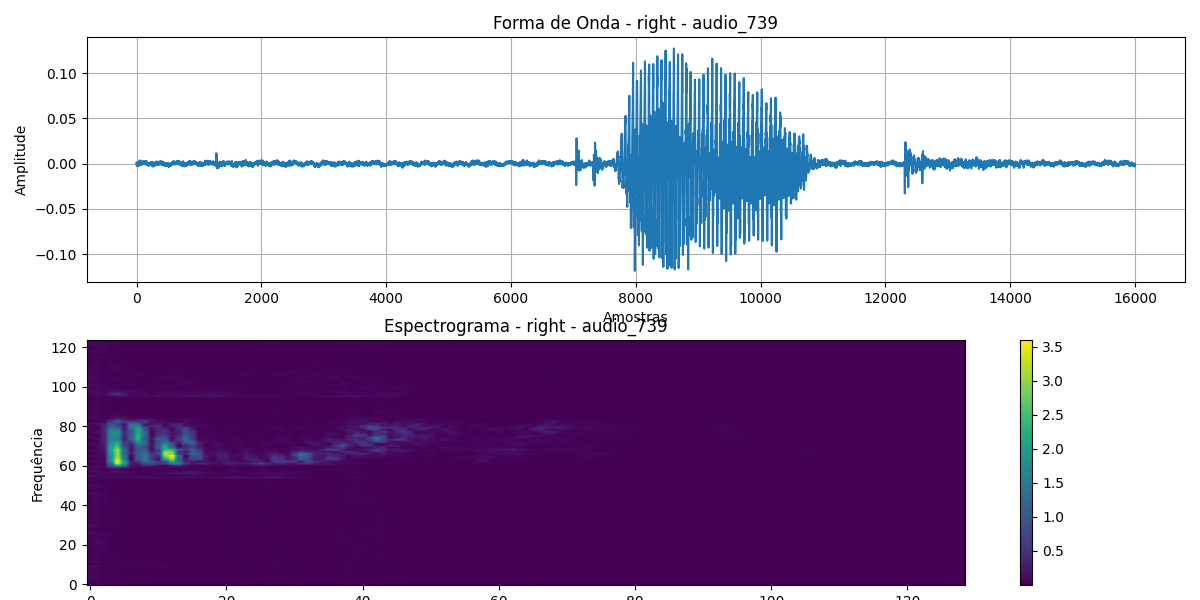 Forma de Onda - right - audio_739
Amplitude
0.10
0.05
0.00
−0.05
−0.10
0 2000 4000 6000 8000 10000 12000 14000 16000
Amostras
Espectrograma - right - audio_739
Frequência
120
100
80
60
40
20
0
0 20 40 60 80 100 120
3.5
3.0
2.5
2.0
1.5
1.0
0.5